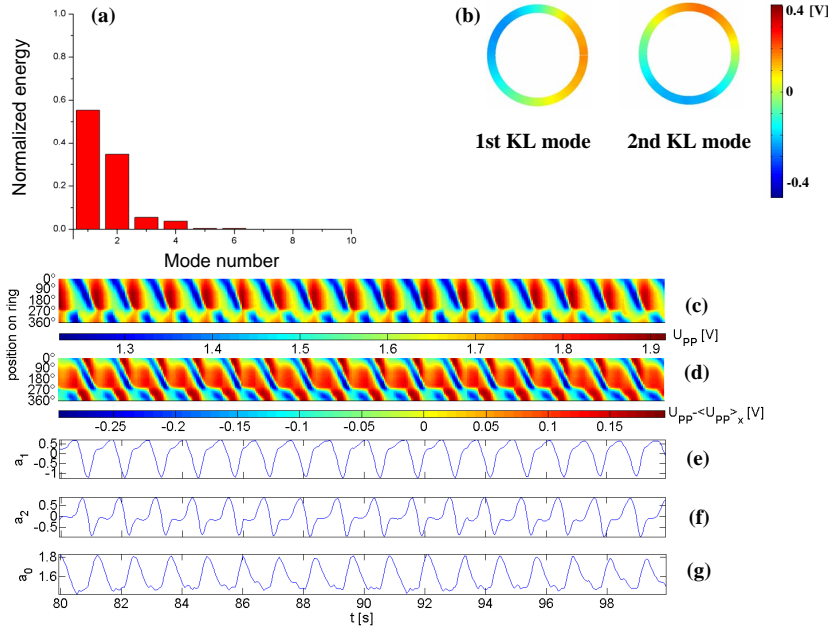 (a)
Normalized energy
1.0
0.8
0.6
0.4
0.2
0.0
2
4
6
8
10
Mode number
(b)
1st KL mode
2nd KL mode
0.4 [V]
0
-0.4
position on ring
0°
90°
180°
270°
360°
(c)
1.3 1.4 1.5 1.6 1.7 1.8 1.9
U_PP [V]
0°
90°
180°
270°
360°
(d)
-0.25 -0.2 -0.15 -0.1 -0.05 0 0.05 0.1 0.15
U_PP-<U_PP>_x [V]
a_1
0.5
0
-0.5
-1
(e)
a_2
0.5
0
-0.5
(f)
a_0
1.8
1.6
(g)
80 82 84 86 88 90 92 94 96 98
t [s]